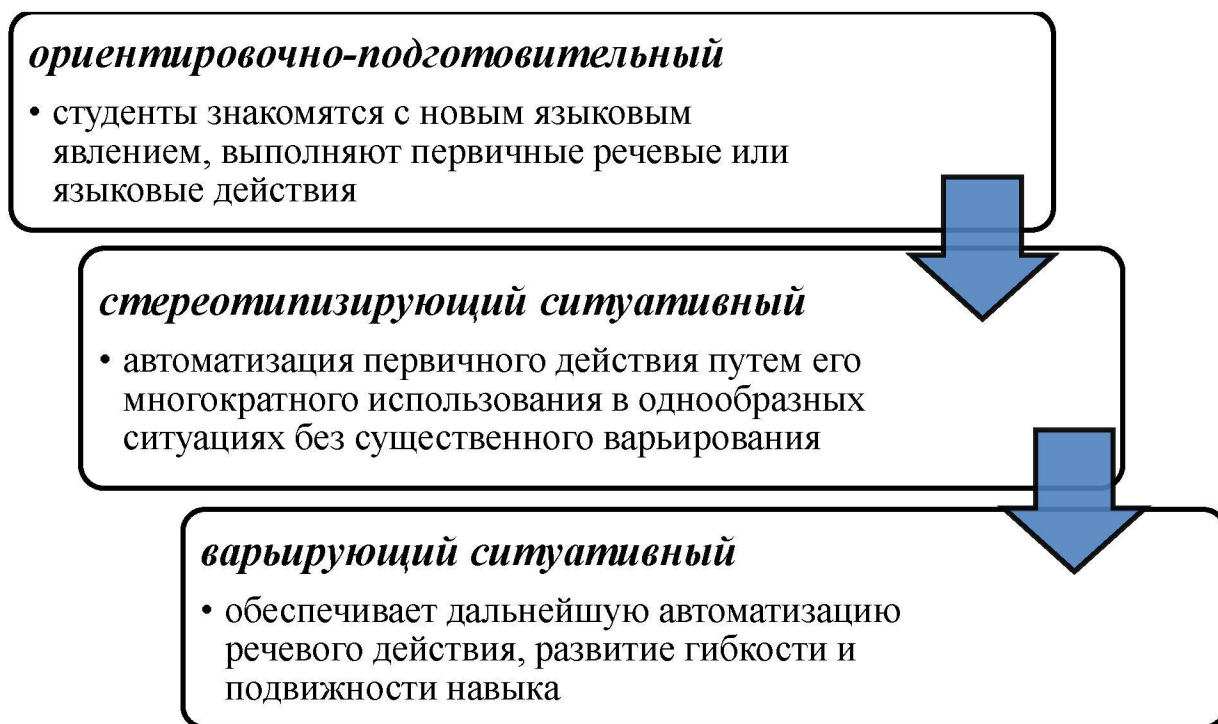 ориентировочно-подготовительный
• студенты знакомятся с новым языковым
явлением, выполняют первичные речевые или
языковые действия
стереотипизирующий ситуативный
• автоматизация первичного действия путем его
многократного использования в однообразных
ситуациях без существенного варьирования
варьирующий ситуативный
• обеспечивает дальнейшую автоматизацию
речевого действия, развитие гибкости и
подвижности навыка